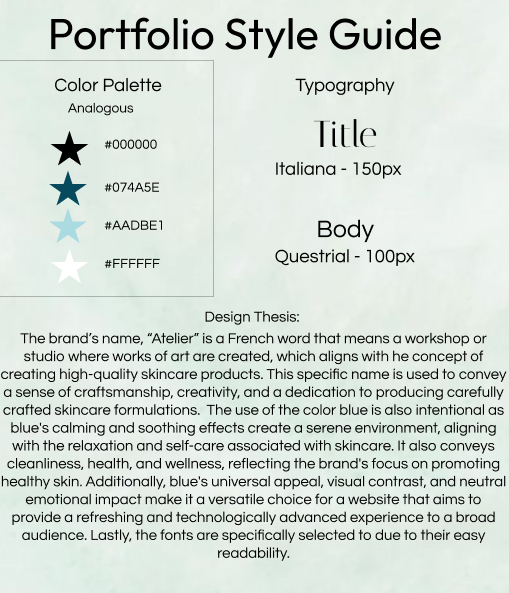 Portfolio Style Guide
Color Palette
Analogous
#000000
#074A5E
#AADBE1
#FFFFFF
Typography
Title
Italiana - 150px
Body
Questrial - 100px
Design Thesis:
The brand's name, “Atelier” is a French word that means a workshop or
studio where works of art are created, which aligns with he concept of
creating high-quality skincare products. This specific name is used to convey
a sense of craftsmanship, creativity, and a dedication to producing carefully
crafted skincare formulations. The use of the color blue is also intentional as
blue's calming and soothing effects create a serene environment, aligning
with the relaxation and self-care associated with skincare. It also conveys
cleanliness, health, and wellness, reflecting the brand's focus on promoting
healthy skin. Additionally, blue's universal appeal, visual contrast, and neutral
emotional impact make it a versatile choice for a website that aims to
provide a refreshing and technologically advanced experience to a broad
audience. Lastly, the fonts are specifically selected to due to their easy
readability.